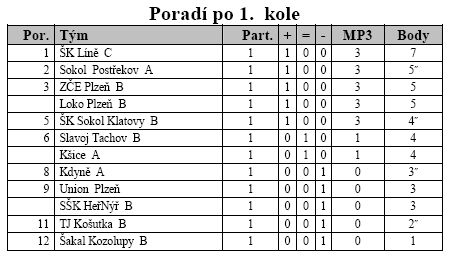 Poradí po 1. kole
Por. Tým Part. + = - MP3 Body
1 ŠK Líně C 1 1 0 0 3 7
2 Sokol Postřekov A 1 1 0 0 3 5"
3 ZČE Plzeň B 1 1 0 0 3 5
Loko Plzeň B 1 1 0 0 3 5
5 ŠK Sokol Klatovy B 1 1 0 0 3 4"
6 Slavoj Tachov B 1 0 1 0 1 4
Kšice A 1 0 1 0 1 4
8 Kdyně A 1 0 0 1 0 3"
9 Union Plzeň 1 0 0 1 0 3
SŠK HeřNýř B 1 0 0 1 0 3
11 TJ Košutka B 1 0 0 1 0 2"
12 Šakal Kozolupy B 1 0 0 1 0 1